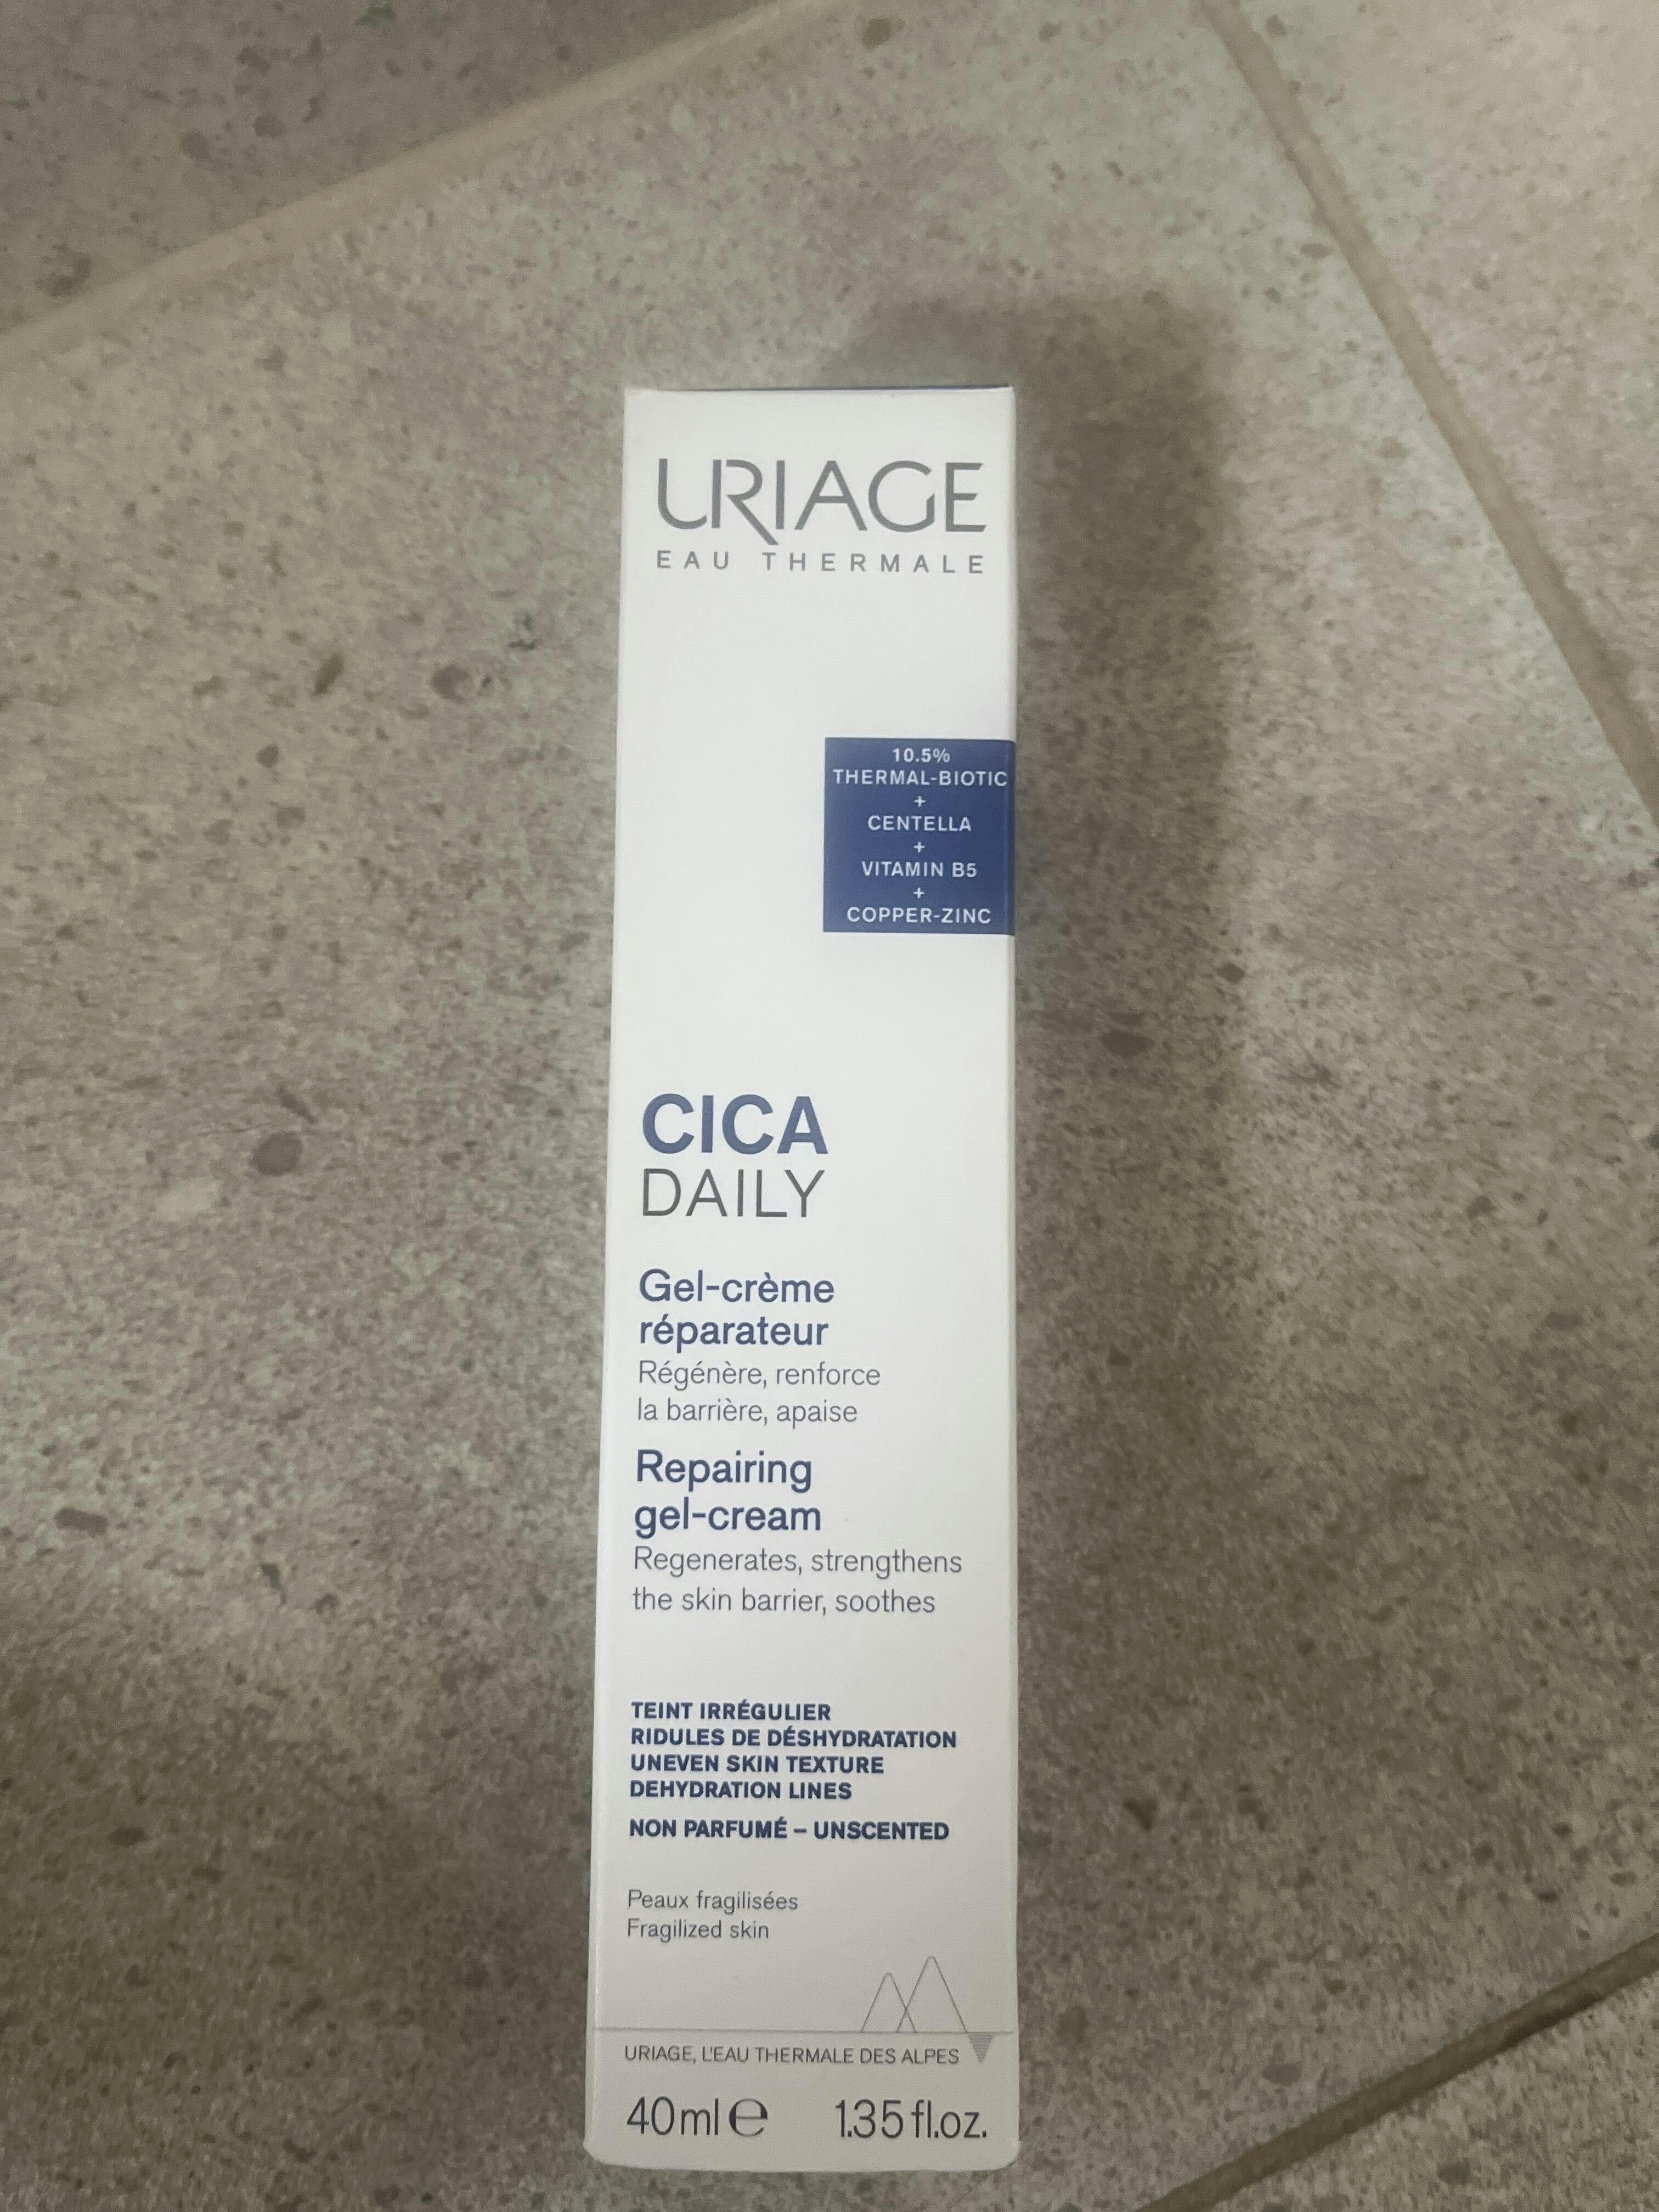 URIAGE
EAU THERMALE
10.5%
THERMAL-BIOTIC
+
CENTELLA
+
VITAMIN B5
+
COPPER-ZINC
CICA
DAILY
Gel-crème
réparateur
Régénère, renforce
la barrière, apaise
Repairing
gel-cream
Regenerates, strengthens
the skin barrier, soothes
TEINT IRRÉGULIER
RIDULES DE DÉSHYDRATATION
UNEVEN SKIN TEXTURE
DEHYDRATION LINES
NON PARFUMÉ – UNSCENTED
Peaux fragilisées
Fragilized skin
URIAGE, L'EAU THERMALE DES ALPES
40ml ℮ 1.35 fl.oz.